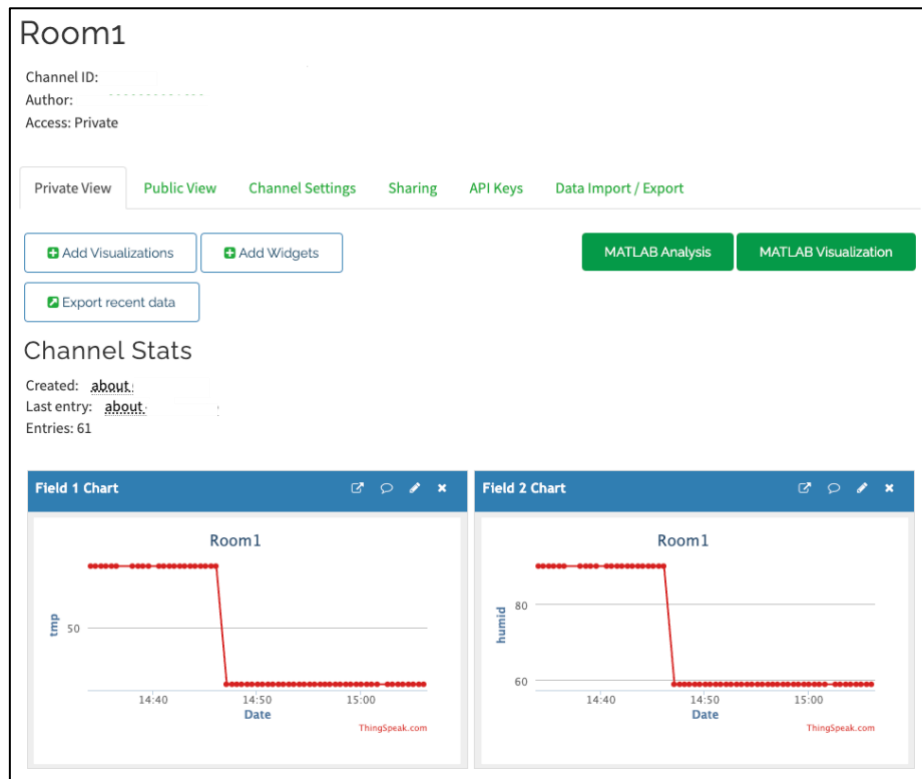 Room1
Channel ID:
Author:
Access: Private
Private View Public View Channel Settings Sharing API Keys Data Import / Export
Add Visualizations Add Widgets MATLAB Analysis MATLAB Visualization
Export recent data
Channel Stats
Created: about
Last entry: about
Entries: 61
Field 1 Chart
Room1
tmp
50
14:40 14:50 15:00
Date
ThingSpeak.com
Field 2 Chart
Room1
humid
80
60
14:40 14:50 15:00
Date
ThingSpeak.com